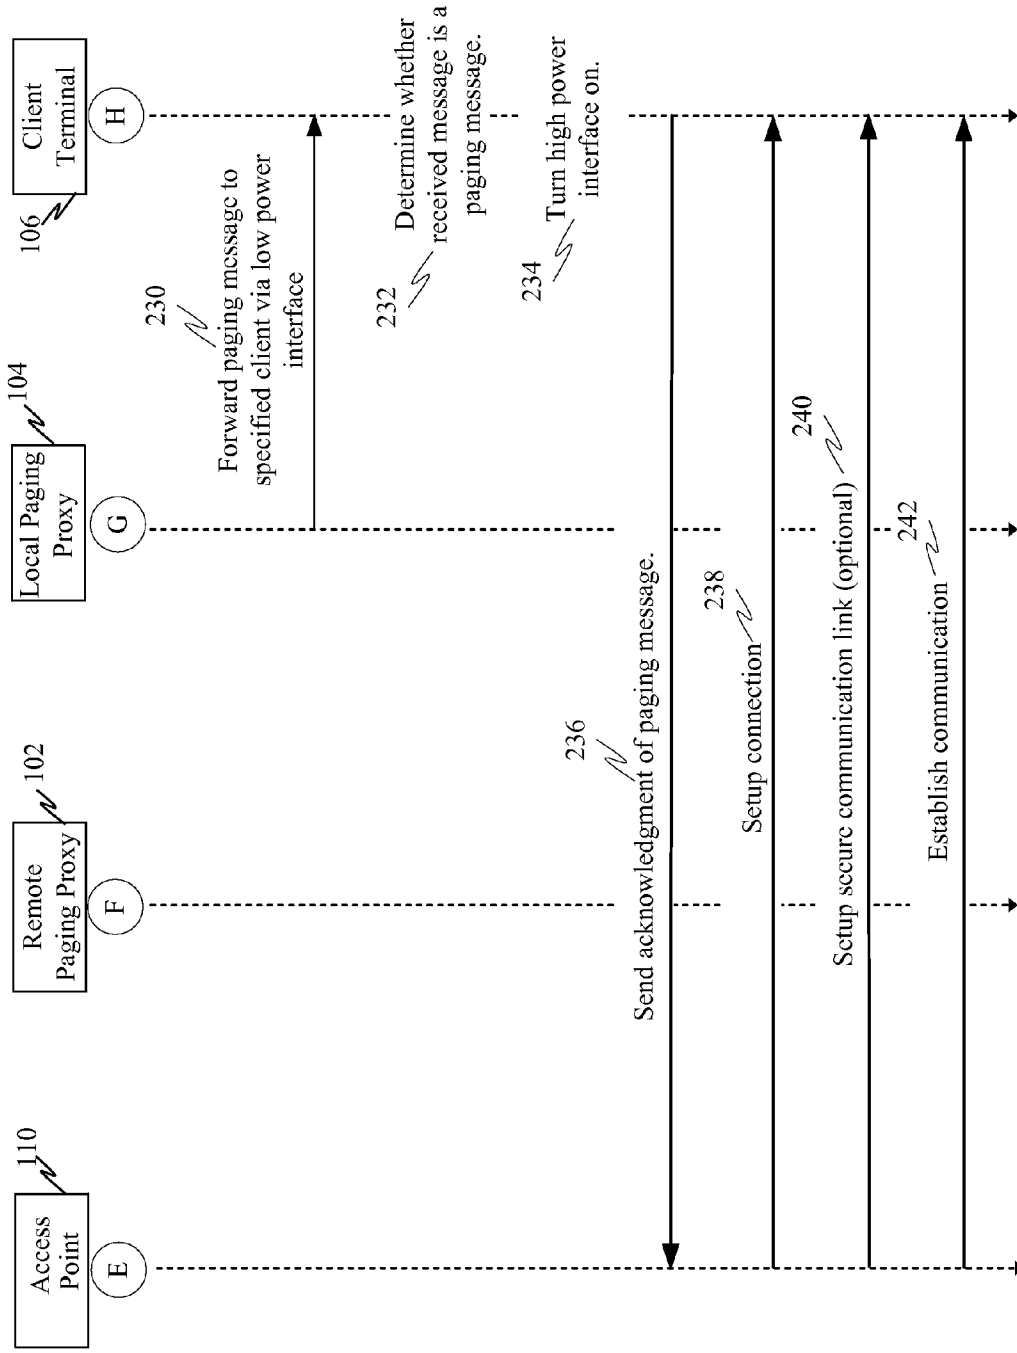 Access
Point
110
E
Remote
Paging Proxy
102
F
Local Paging
Proxy
104
G
Client
Terminal
106
H
230
Forward paging message to
specified client via low power
interface
232
Determine whether
received message is a
paging message.
234
Turn high power
interface on.
236
Send acknowledgment of paging message.
238
Setup connection
240
Setup secure communication link (optional)
242
Establish communication